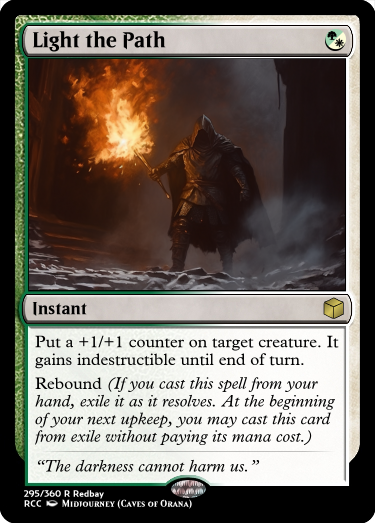 Light the Path
Instant
Put a +1/+1 counter on target creature. It
gains indestructible until end of turn.
Rebound (If you cast this spell from your
hand, exile it as it resolves. At the beginning
of your next upkeep, you may cast this card
from exile without paying its mana cost.)
"The darkness cannot harm us."
295/360 R Redbay
RCC Midjourney (Caves of Orana)